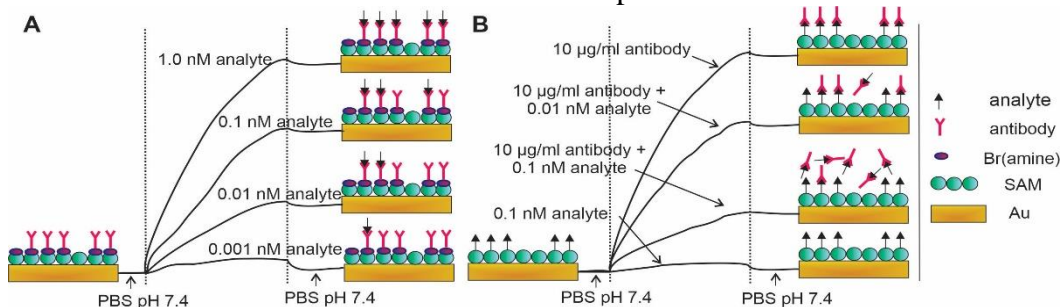 A
1.0 nM analyte
0.1 nM analyte
0.01 nM analyte
0.001 nM analyte
PBS pH 7.4
PBS pH 7.4
B
10 µg/ml antibody
10 µg/ml antibody +
0.01 nM analyte
10 µg/ml antibody +
0.1 nM analyte
0.1 nM analyte
PBS pH 7.4
PBS pH 7.4
analyte
antibody
Br(amine)
SAM
Au